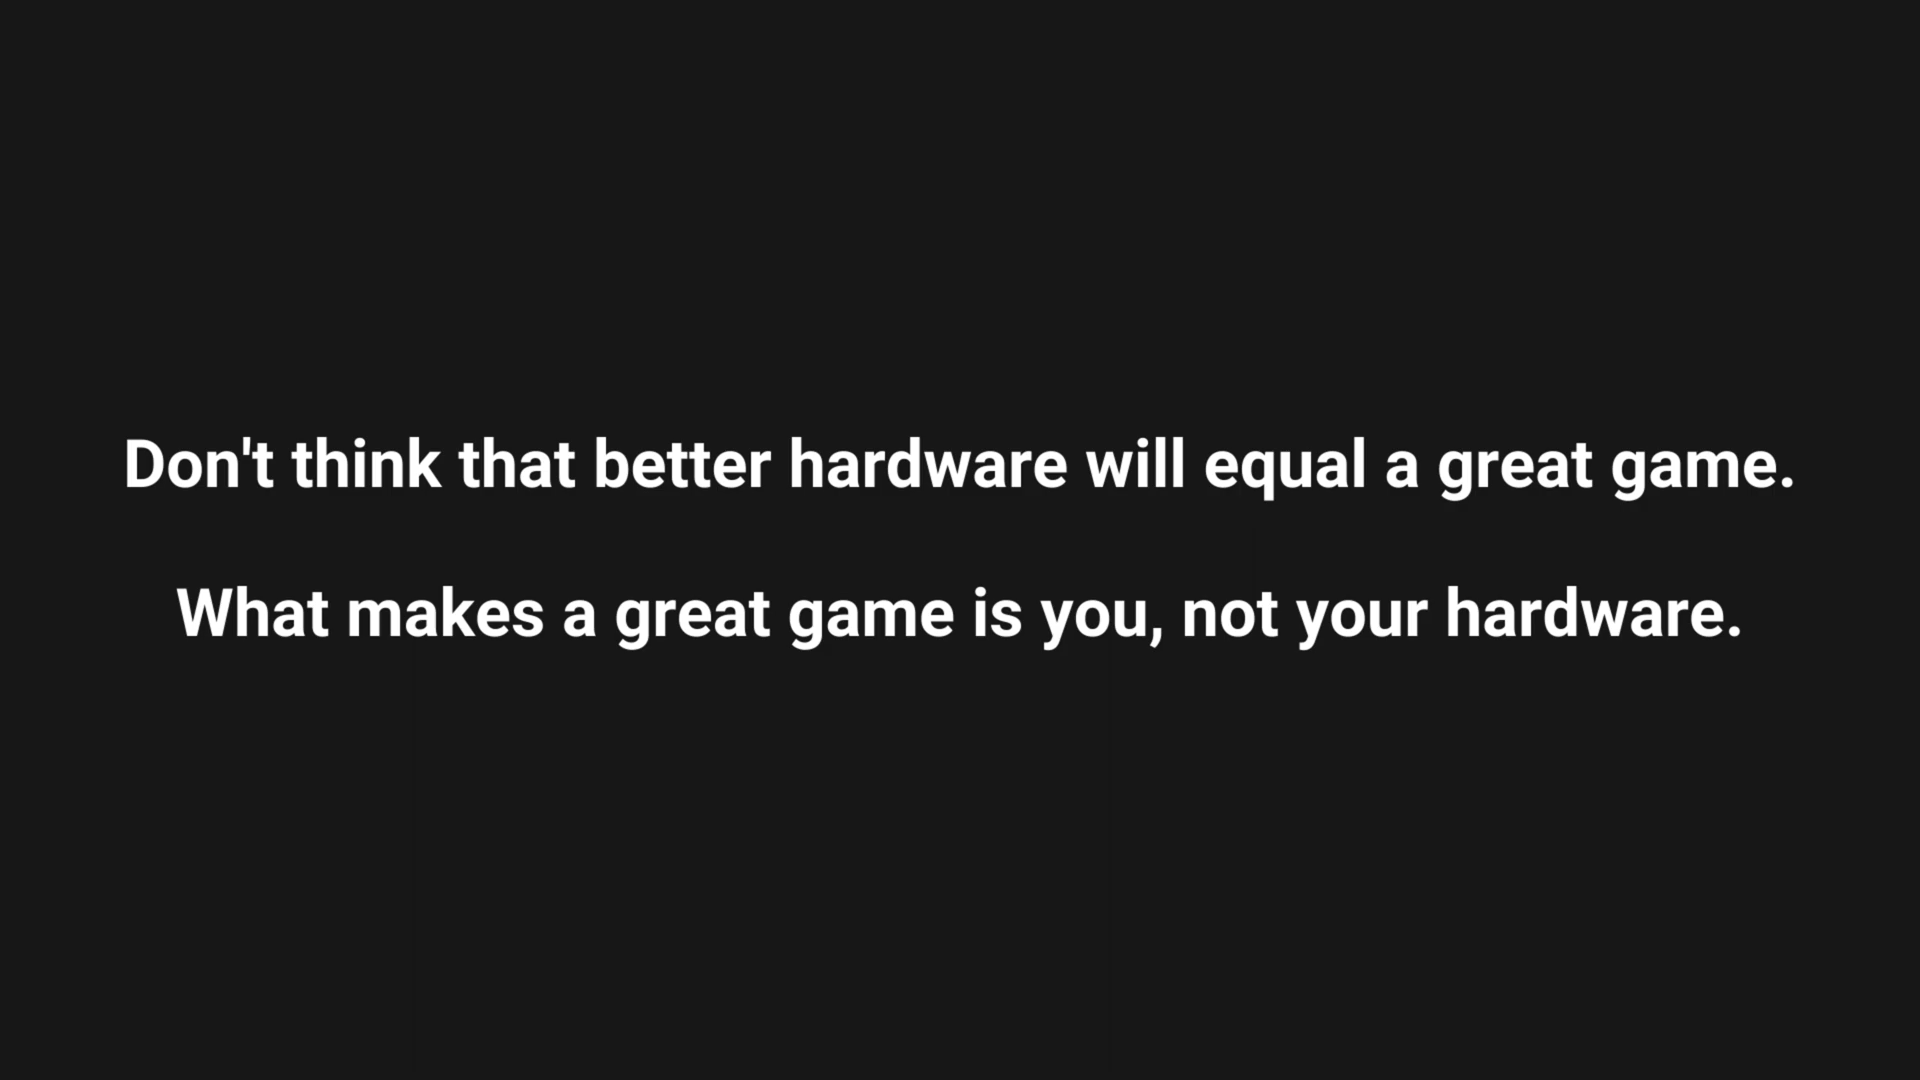 Don't think that better hardware will equal a great game.
What makes a great game is you, not your hardware.